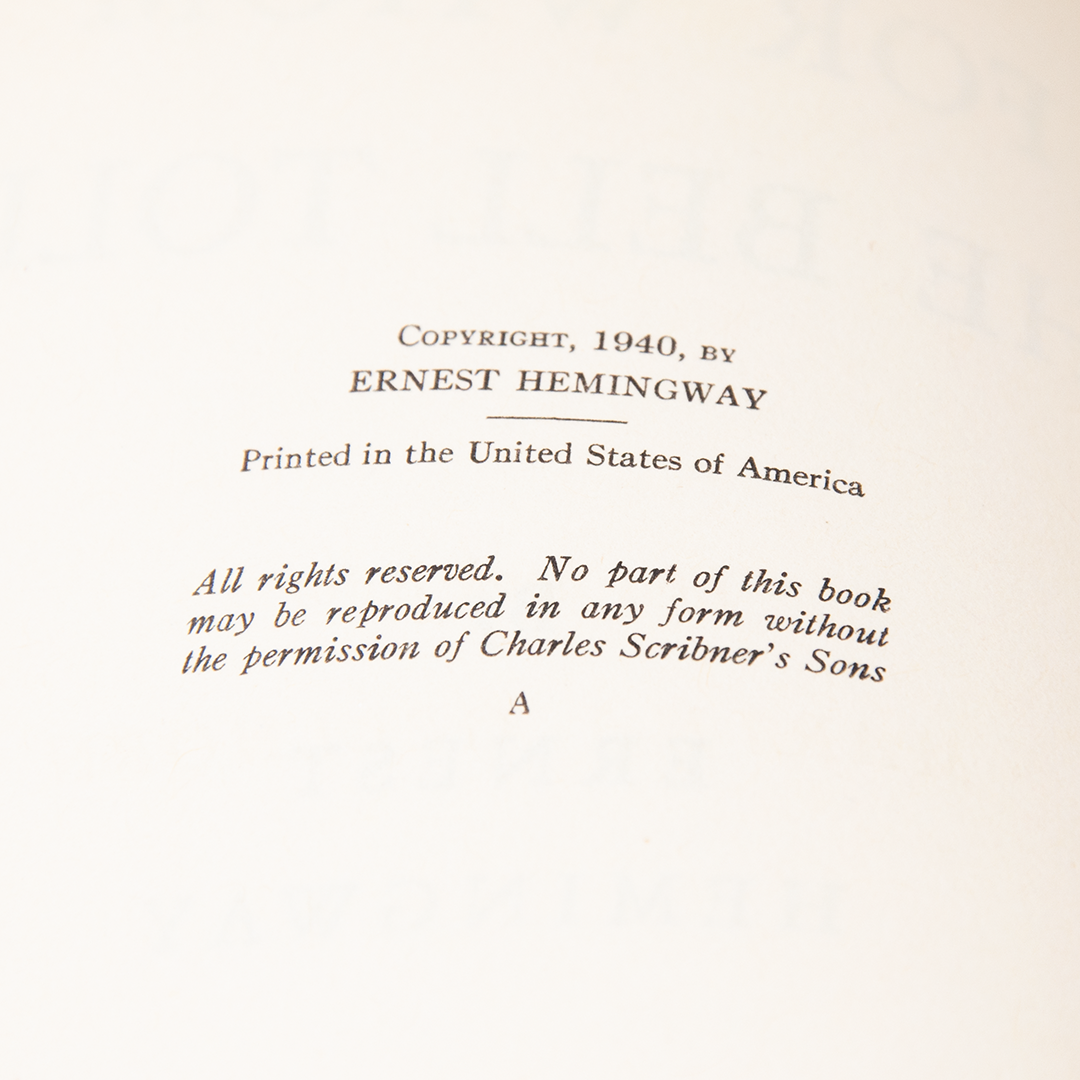 COPYRIGHT, 1940, BY
ERNEST HEMINGWAY
Printed in the United States of America
All rights reserved. No part of this book
may be reproduced in any form without
the permission of Charles Scribner's Sons
A